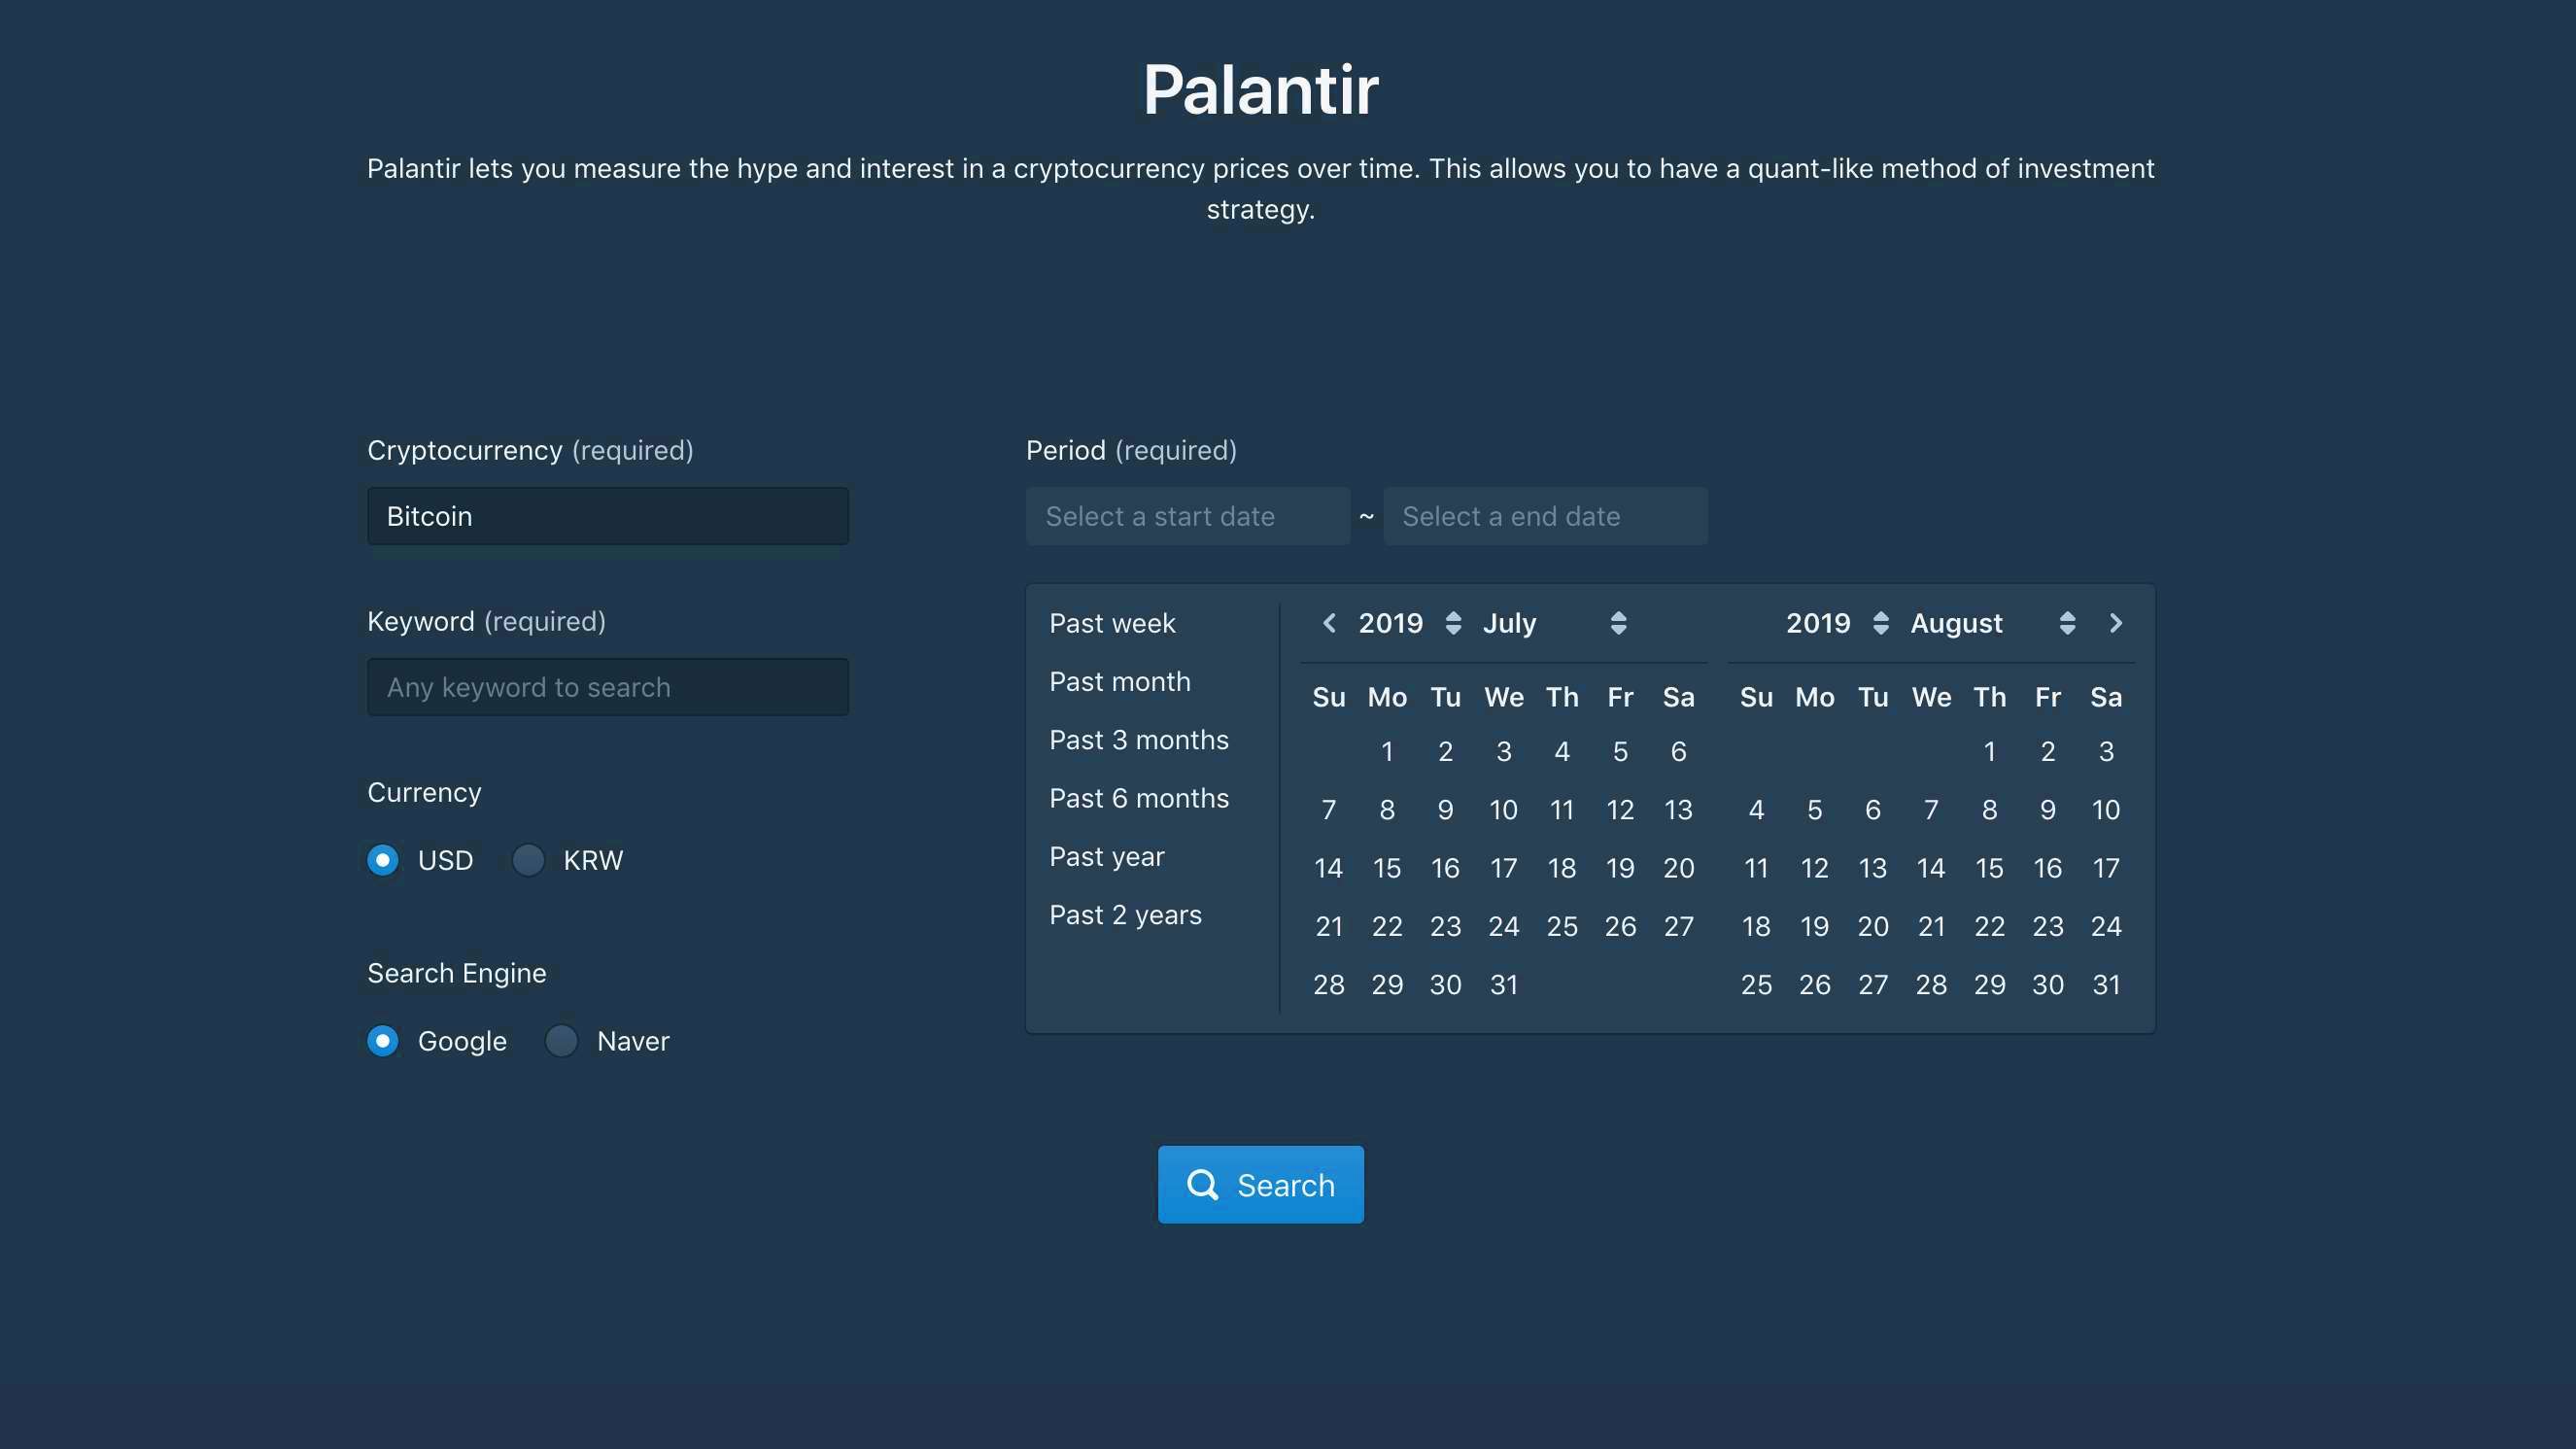 Palantir
Palantir lets you measure the hype and interest in a cryptocurrency prices over time. This allows you to have a quant-like method of investment
strategy.
Cryptocurrency (required)
Bitcoin
Keyword (required)
Any keyword to search
Currency
USD KRW
Search Engine
Google Naver
Period (required)
Select a start date ~ Select a end date
Past week
Past month
Past 3 months
Past 6 months
Past year
Past 2 years
2019 July
Su Mo Tu We Th Fr Sa
1 2 3 4 5 6
7 8 9 10 11 12 13
14 15 16 17 18 19 20
21 22 23 24 25 26 27
28 29 30 31
2019 August
Su Mo Tu We Th Fr Sa
1 2 3
4 5 6 7 8 9 10
11 12 13 14 15 16 17
18 19 20 21 22 23 24
25 26 27 28 29 30 31
Search